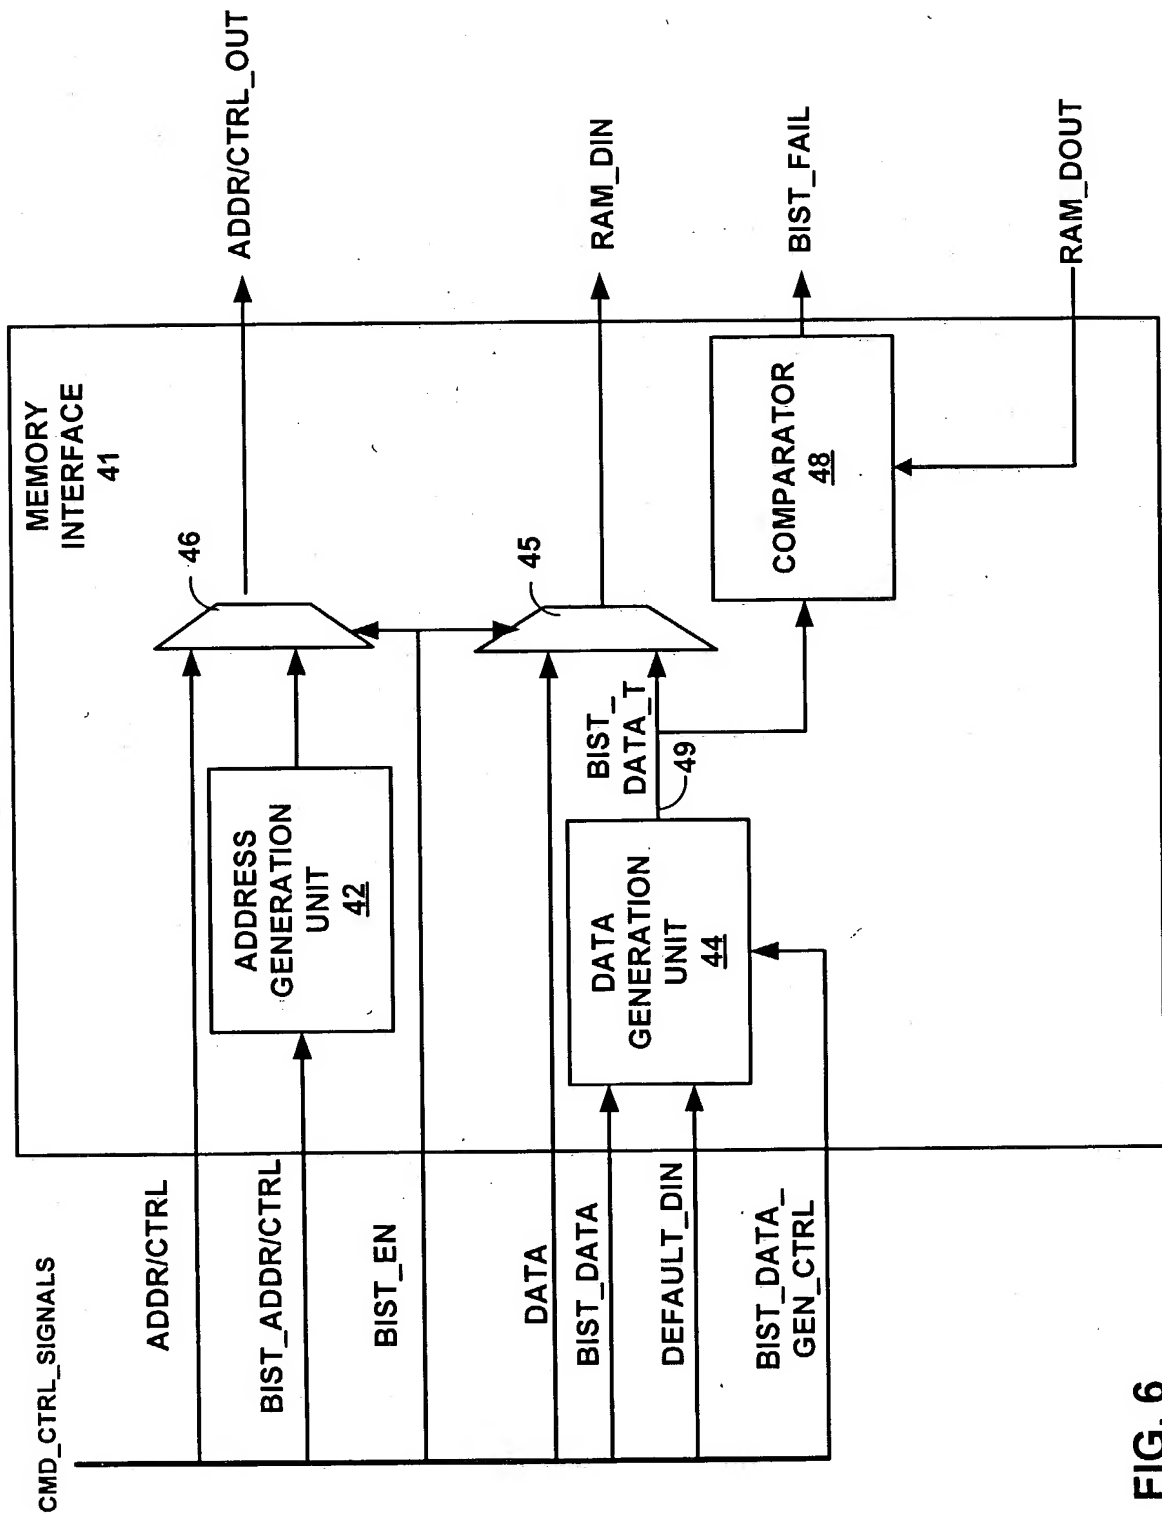 CMD_CTRL_SIGNALS
ADDR/CTRL
BIST_ADDR/CTRL
BIST_EN
DATA
BIST_DATA
DEFAULT_DIN
BIST_DATA_
GEN_CTRL
MEMORY
INTERFACE
41
ADDRESS
GENERATION
UNIT
42
DATA
GENERATION
UNIT
44
BIST_
DATA_T
49
46
45
COMPARATOR
48
ADDR/CTRL_OUT
RAM_DIN
BIST_FAIL
RAM_DOUT
FIG. 6